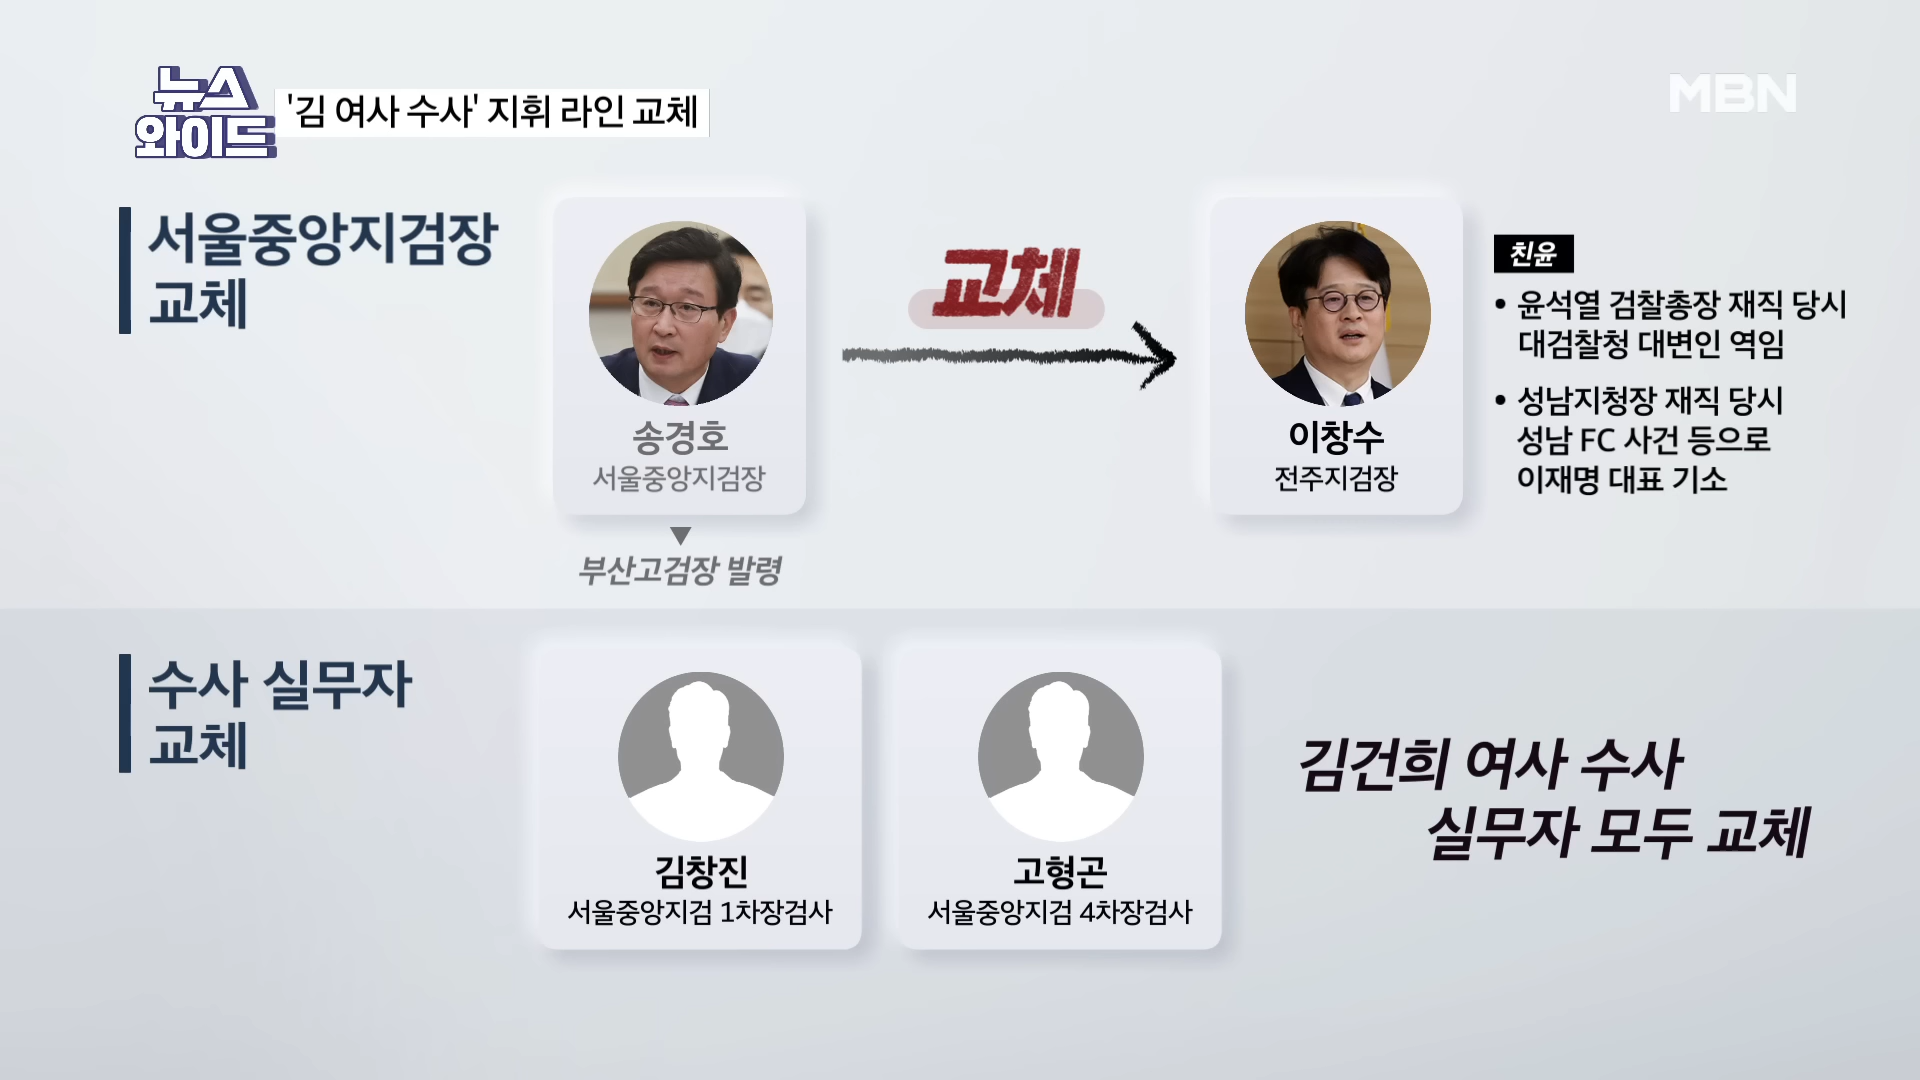 뉴스
와이드
'김 여사 수사' 지휘 라인 교체
MBN
서울중앙지검장
교체
송경호
서울중앙지검장
부산고검장 발령
교체
이창수
전주지검장
친윤
• 윤석열 검찰총장 재직 당시
대검찰청 대변인 역임
• 성남지청장 재직 당시
성남 FC 사건 등으로
이재명 대표 기소
수사 실무자
교체
김창진
서울중앙지검 1차장검사
고형곤
서울중앙지검 4차장검사
김건희 여사 수사
실무자 모두 교체